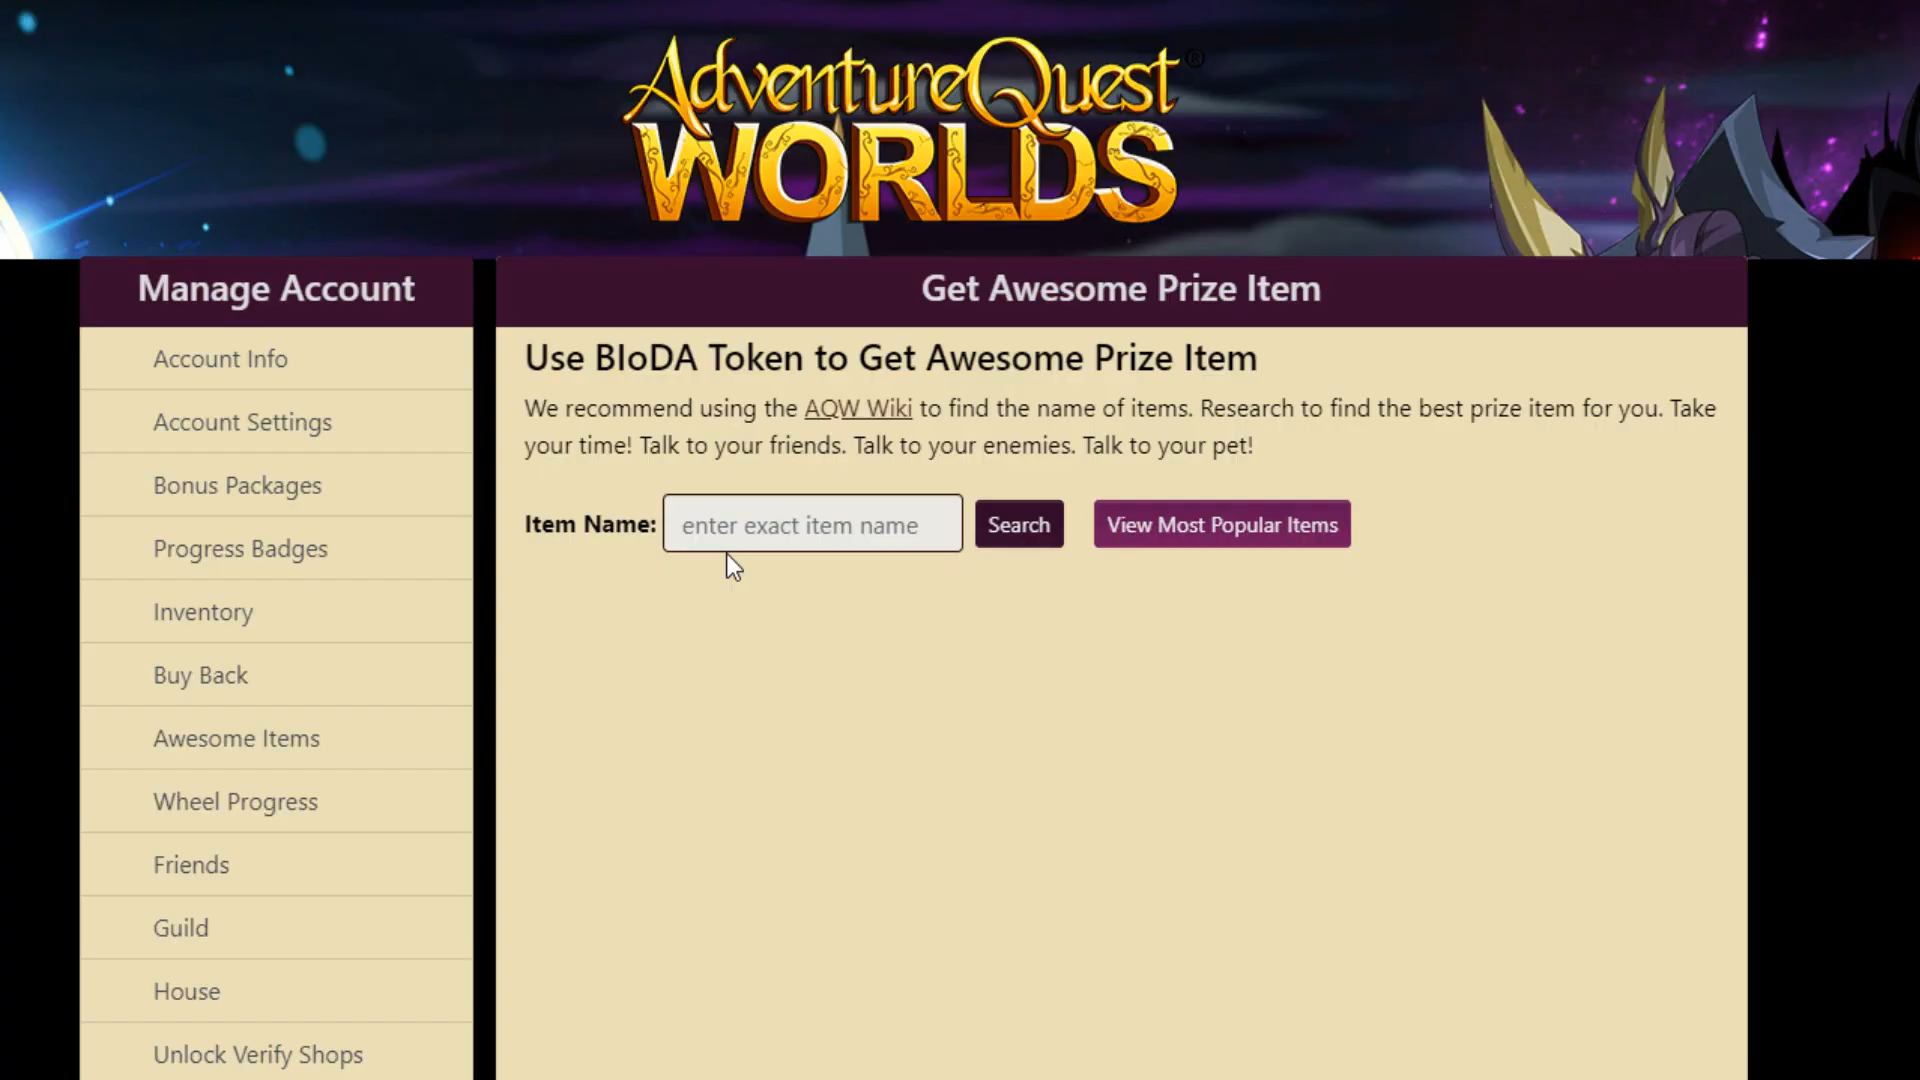 AdventureQuest ®
WORLDS
Manage Account
Account Info
Account Settings
Bonus Packages
Progress Badges
Inventory
Buy Back
Awesome Items
Wheel Progress
Friends
Guild
House
Unlock Verify Shops
Get Awesome Prize Item
Use BIoDA Token to Get Awesome Prize Item
We recommend using the AQW Wiki to find the name of items. Research to find the best prize item for you. Take
your time! Talk to your friends. Talk to your enemies. Talk to your pet!
Item Name: enter exact item name Search View Most Popular Items